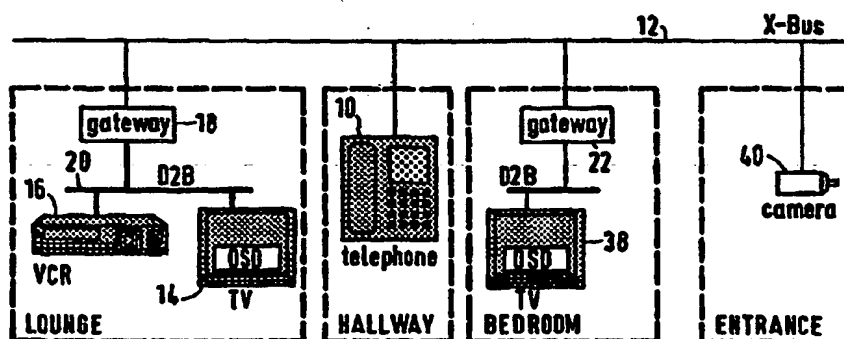 12 X-Bus
gateway 18
10
gateway
22
40
camera
20
D2B
16
VCR
OSD
14
TV
telephone
D2B
OSD
38
TV
LOUNGE
HALLWAY
BEDROOM
ENTRANCE